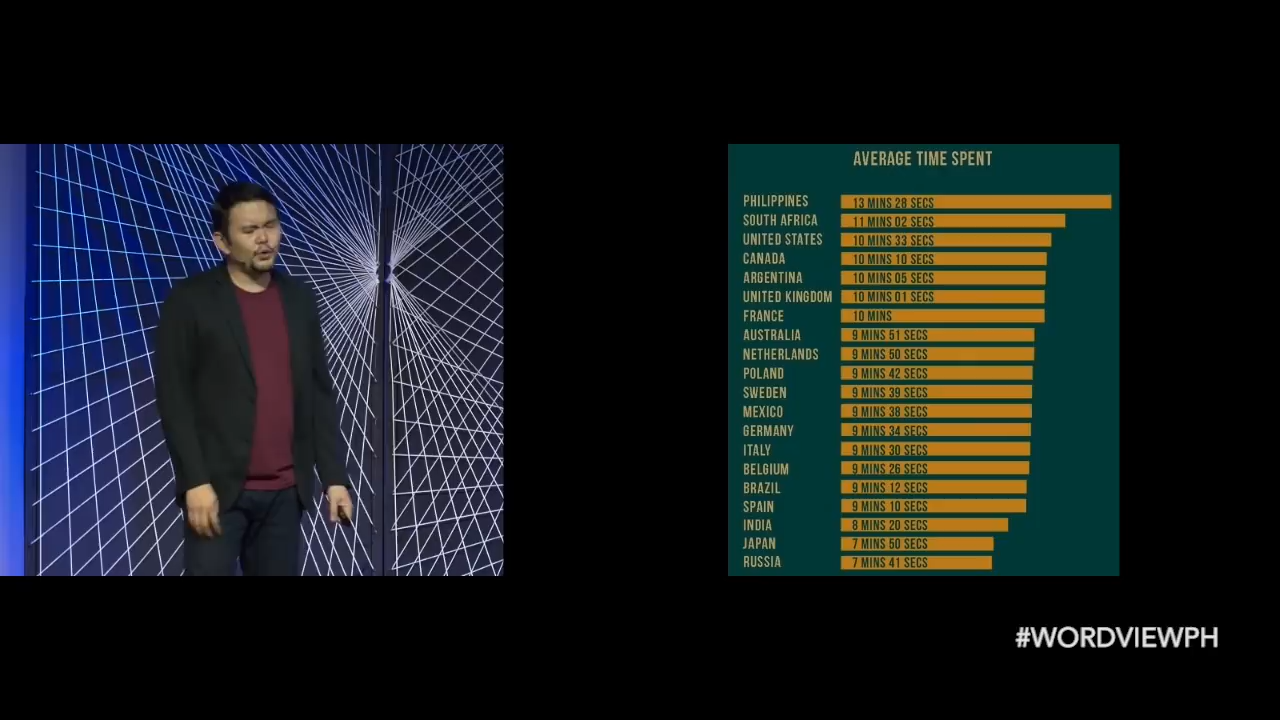 AVERAGE TIME SPENT
PHILIPPINES 13 MINS 28 SECS
SOUTH AFRICA 11 MINS 02 SECS
UNITED STATES 10 MINS 33 SECS
CANADA 10 MINS 10 SECS
ARGENTINA 10 MINS 05 SECS
UNITED KINGDOM 10 MINS 01 SECS
FRANCE 10 MINS
AUSTRALIA 9 MINS 51 SECS
NETHERLANDS 9 MINS 50 SECS
POLAND 9 MINS 42 SECS
SWEDEN 9 MINS 39 SECS
MEXICO 9 MINS 38 SECS
GERMANY 9 MINS 34 SECS
ITALY 9 MINS 30 SECS
BELGIUM 9 MINS 26 SECS
BRAZIL 9 MINS 12 SECS
SPAIN 9 MINS 10 SECS
INDIA 8 MINS 20 SECS
JAPAN 7 MINS 50 SECS
RUSSIA 7 MINS 41 SECS
#WORDVIEWPH